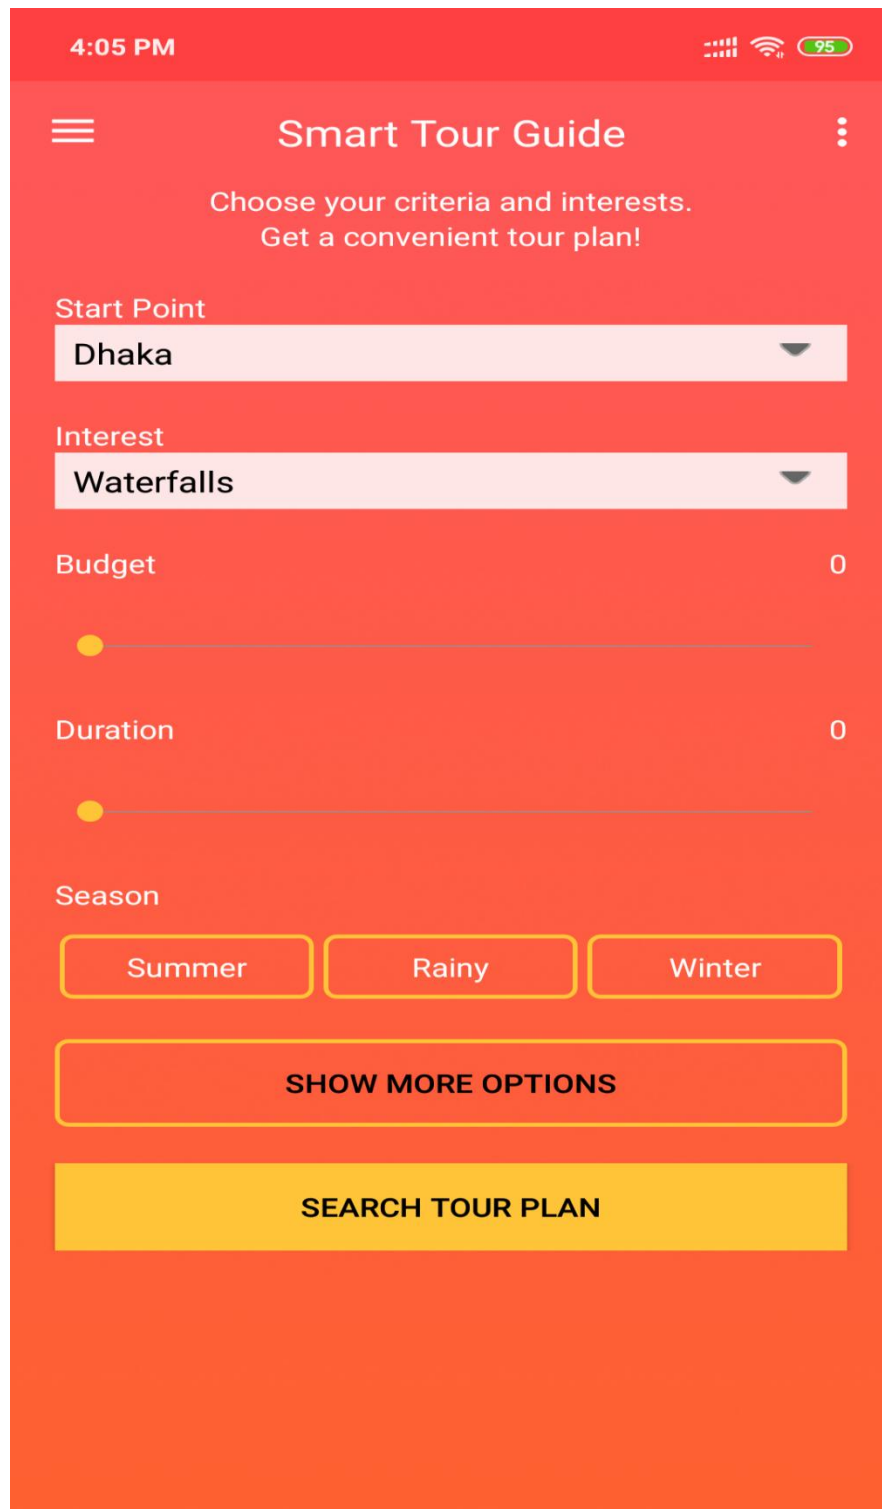 4:05 PM
95
Smart Tour Guide
Choose your criteria and interests.
Get a convenient tour plan!
Start Point
Dhaka
Interest
Waterfalls
Budget 0
Duration 0
Season
Summer Rainy Winter
SHOW MORE OPTIONS
SEARCH TOUR PLAN